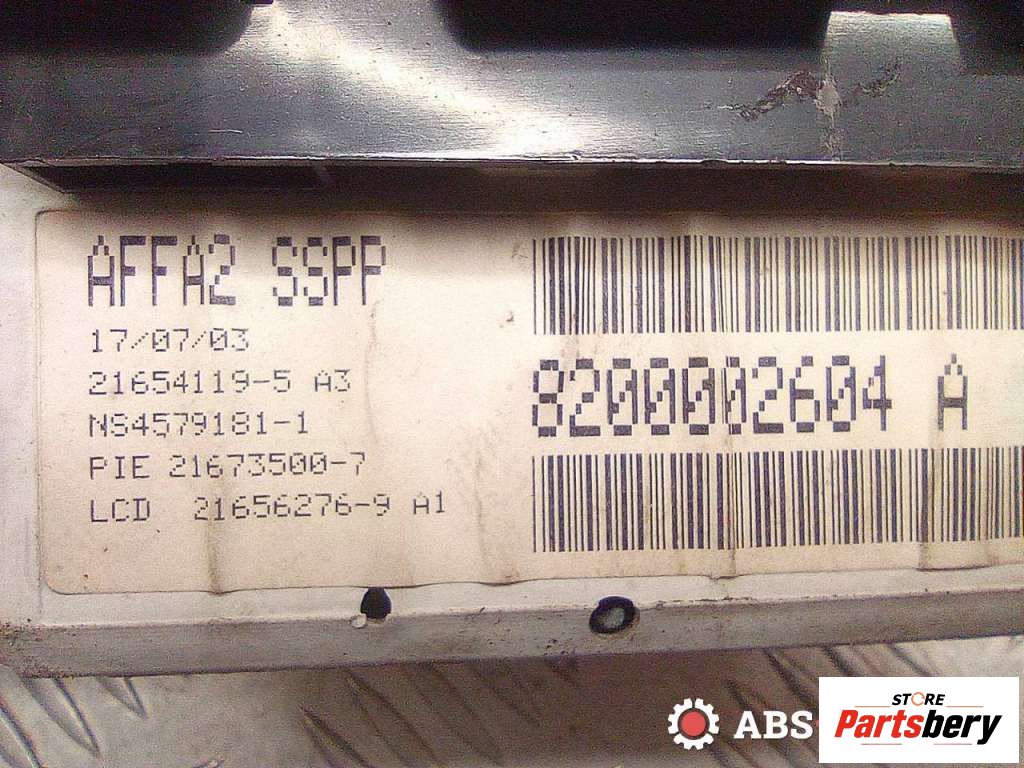 AFFA2 SSPP
17/07/03
21654119-5 A3
NS4579181-1
PIE 21673500-7
LCD 21656276-9 A1
8200002604 A
ABS-
STORE
Partsbery